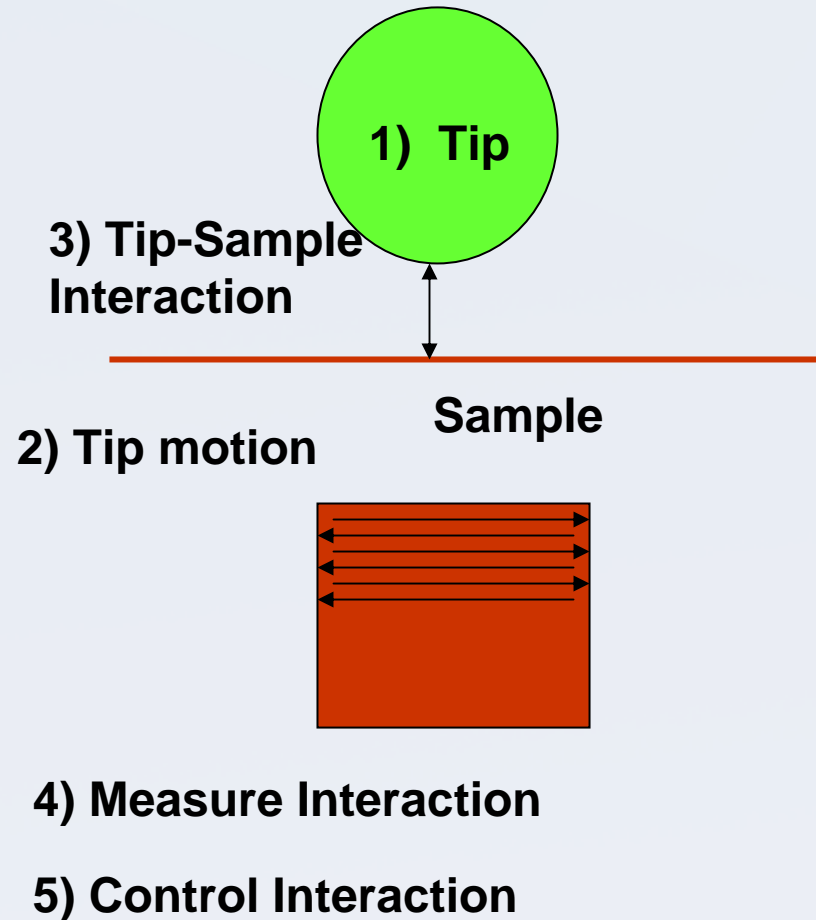 1) Tip
3) Tip-Sample
Interaction
Sample
2) Tip motion
4) Measure Interaction
5) Control Interaction